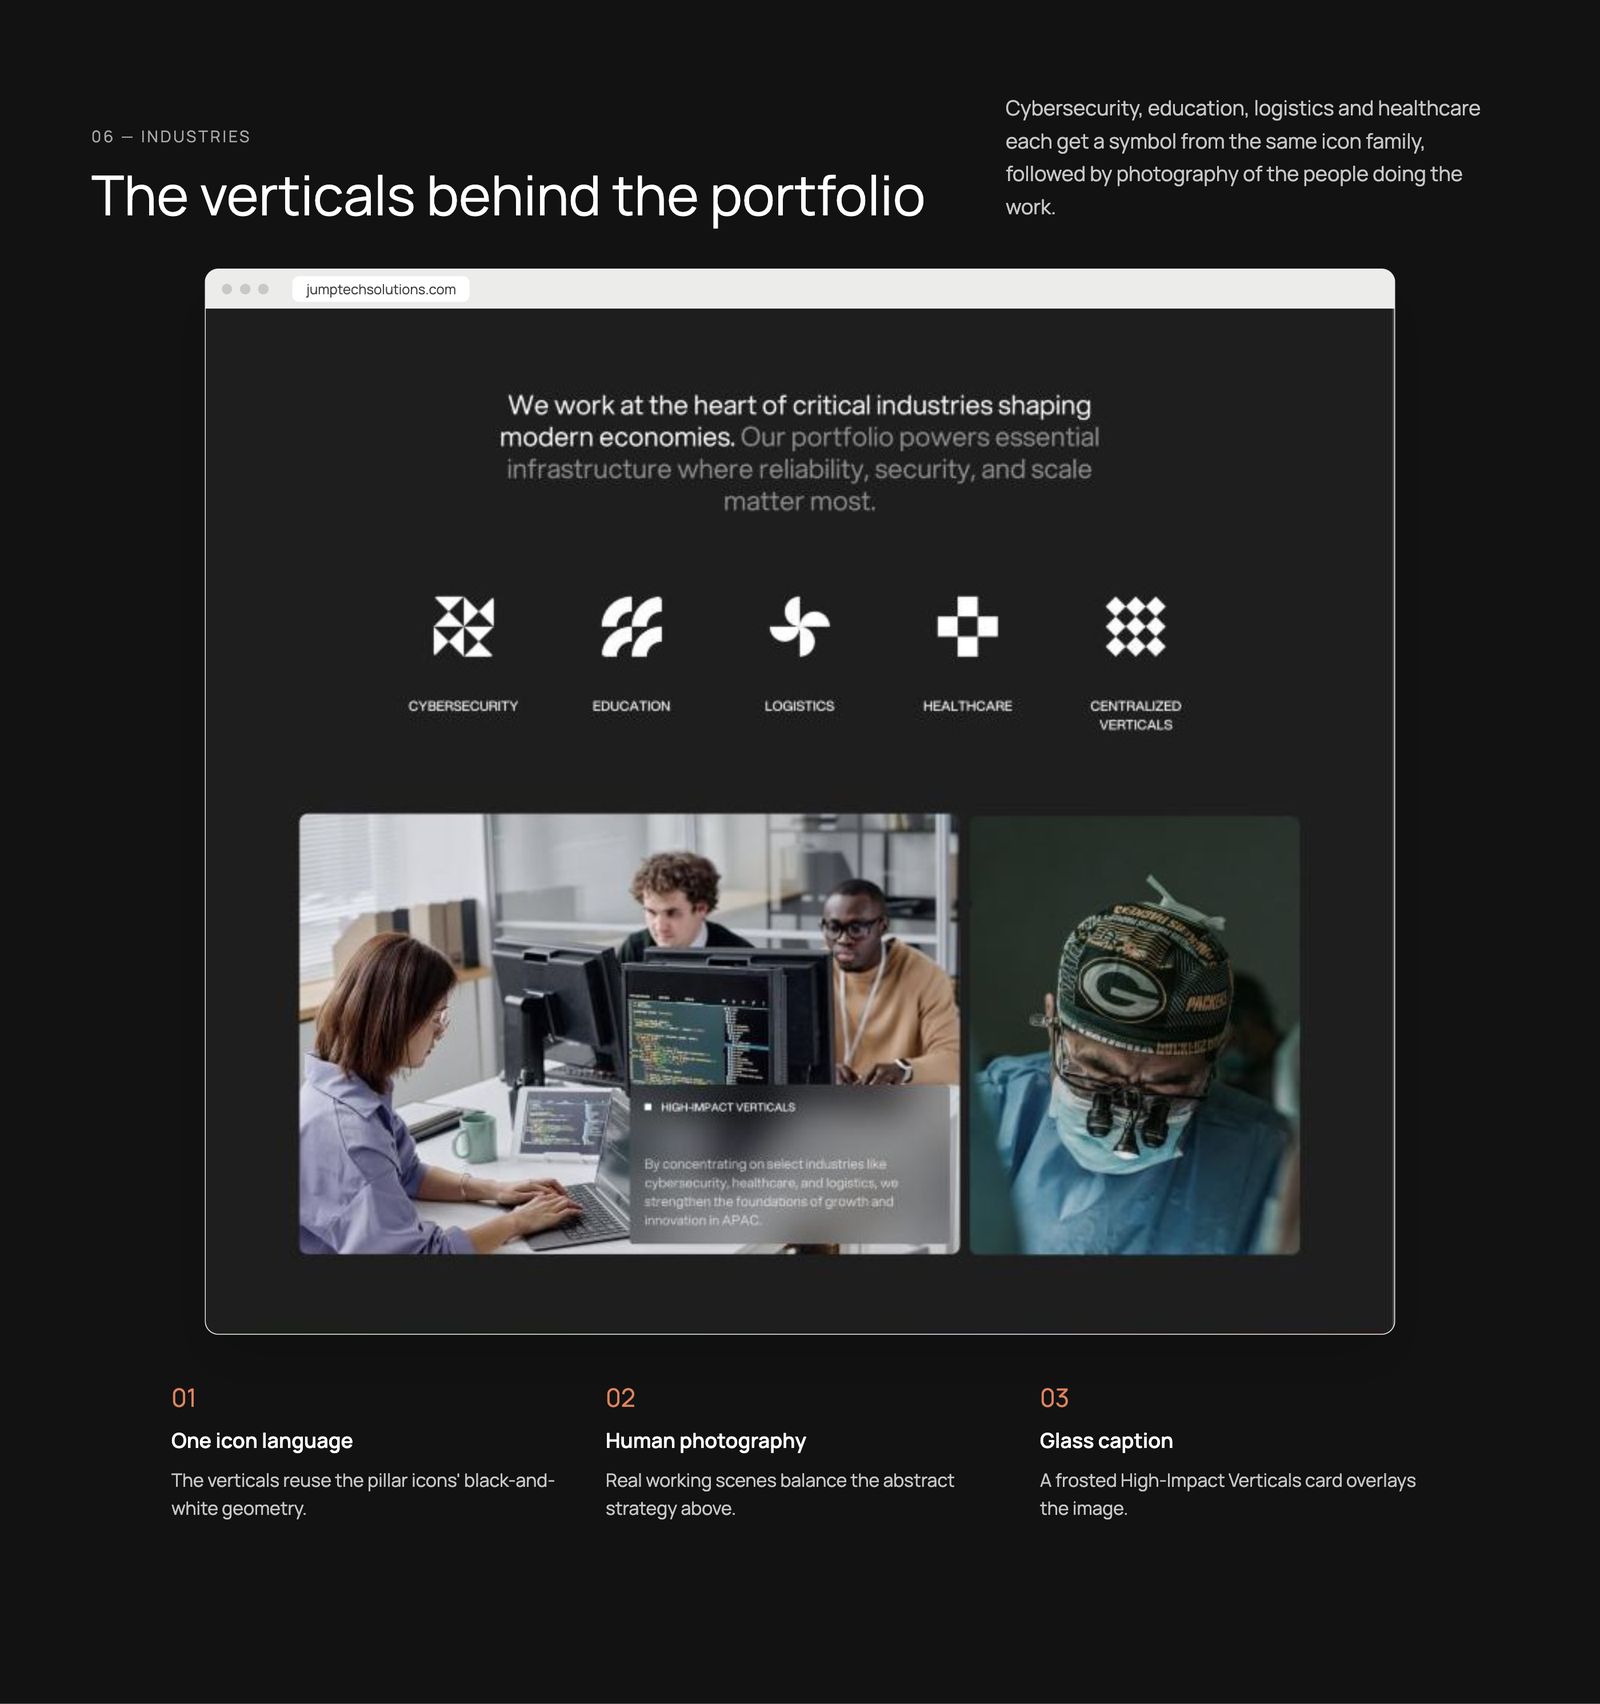 06 — INDUSTRIES
The verticals behind the portfolio
Cybersecurity, education, logistics and healthcare
each get a symbol from the same icon family,
followed by photography of the people doing the
work.
jumptechsolutions.com
We work at the heart of critical industries shaping
modern economies. Our portfolio powers essential
infrastructure where reliability, security, and scale
matter most.
CYBERSECURITY
EDUCATION
LOGISTICS
HEALTHCARE
CENTRALIZED
VERTICALS
G
PACKERS
HIGH-IMPACT VERTICALS
By concentrating on select industries like
cybersecurity, healthcare, and logistics, we
strengthen the foundations of growth and
innovation in APAC.
01
One icon language
The verticals reuse the pillar icons' black-and-
white geometry.
02
Human photography
Real working scenes balance the abstract
strategy above.
03
Glass caption
A frosted High-Impact Verticals card overlays
the image.